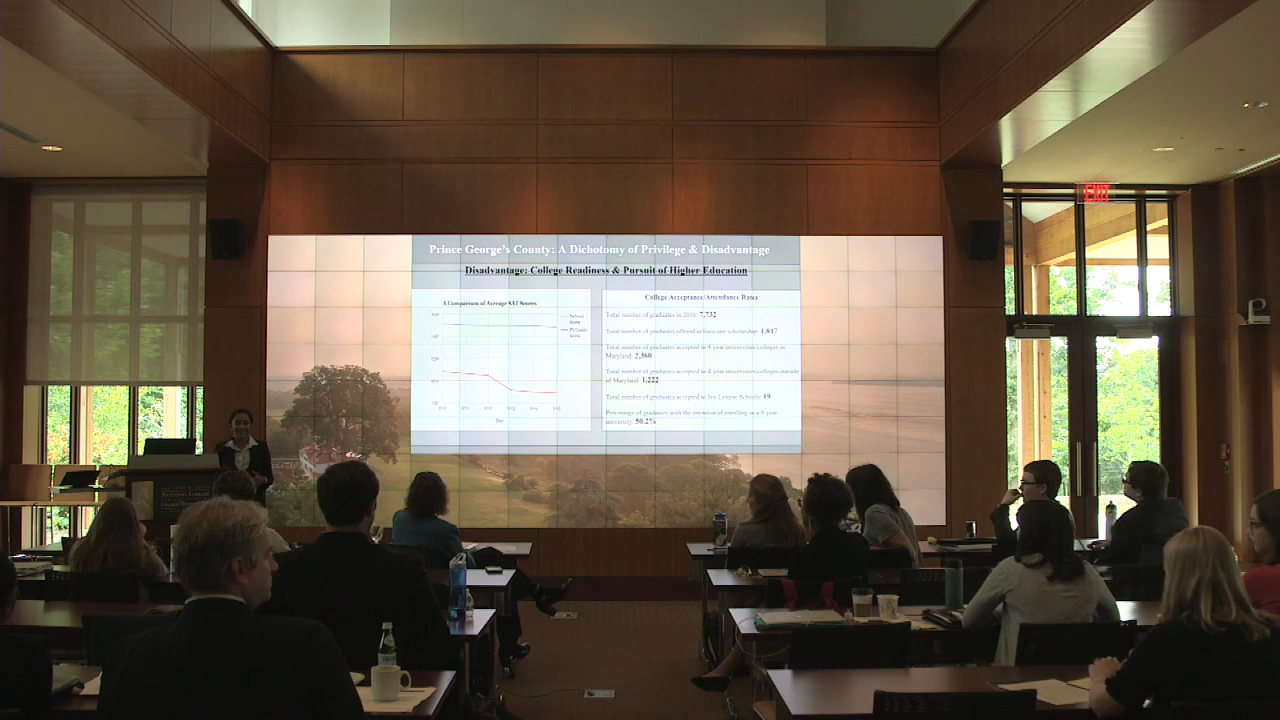 EXIT
Prince George's County: A Dichotomy of Privilege & Disadvantage
Disadvantage: College Readiness & Pursuit of Higher Education
A Comparison of Average SAT Scores
National
College Acceptance/Attendance Rates
Total number of graduates in 2016: 7,732
Total number of graduates offered at least one scholarship: 1,847
Total number of graduates accepted to 4-year universities/colleges in
Maryland: 2,360
Total number of graduates accepted to 4-year universities/colleges outside
of Maryland: 1,222
Total number of graduates accepted to Ivy-League Schools: 19
Percentage of graduates with the intention of enrolling in a 4-year
university: 50.2%